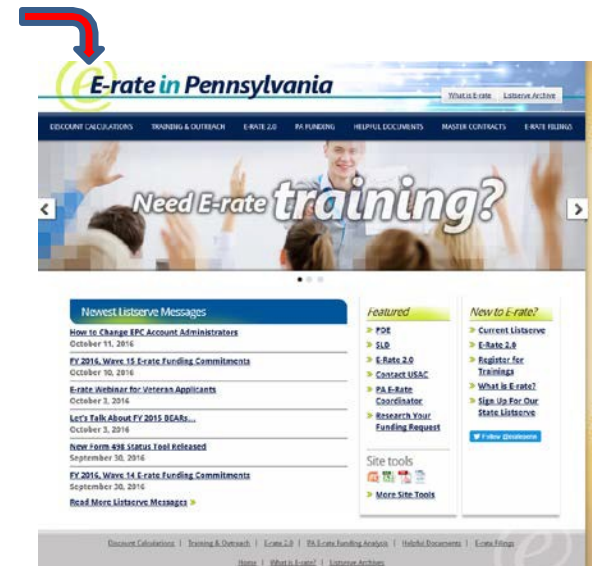 E-rate in Pennsylvania
What is E-rate Listserve Archive
DISCOUNT CALCULATIONS TRAINING & OUTREACH E-RATE 2.0 PA FUNDING HELPFUL DOCUMENTS MASTER CONTRACTS E-RATE FILINGS
Need E-rate training?
Newest Listserve Messages
How to Change EPC Account Administrators
October 11, 2016
FY 2016, Wave 15 E-rate Funding Commitments
October 10, 2016
E-rate Webinar for Veteran Applicants
October 3, 2016
Let's Talk About FY 2015 BEARs...
October 3, 2016
New Form 498 Status Tool Released
September 30, 2016
FY 2016, Wave 14 E-rate Funding Commitments
September 30, 2016
Read More Listserve Messages »
Featured
» PDE
» SLD
» E-Rate 2.0
» Contact USAC
» PA E-Rate
Coordinator
» Research Your
Funding Request
Site tools
» More Site Tools
New to E-rate?
» Current Listserve
» E-Rate 2.0
» Register for
Trainings
» What is E-rate?
» Sign Up For Our
State Listserve
Follow
Discount Calculations | Training & Outreach | E-rate 2.0 | PA E-rate Funding Analysis | Helpful Documents | E-rate Filings
Home | What is E-rate? | Listserve Archives